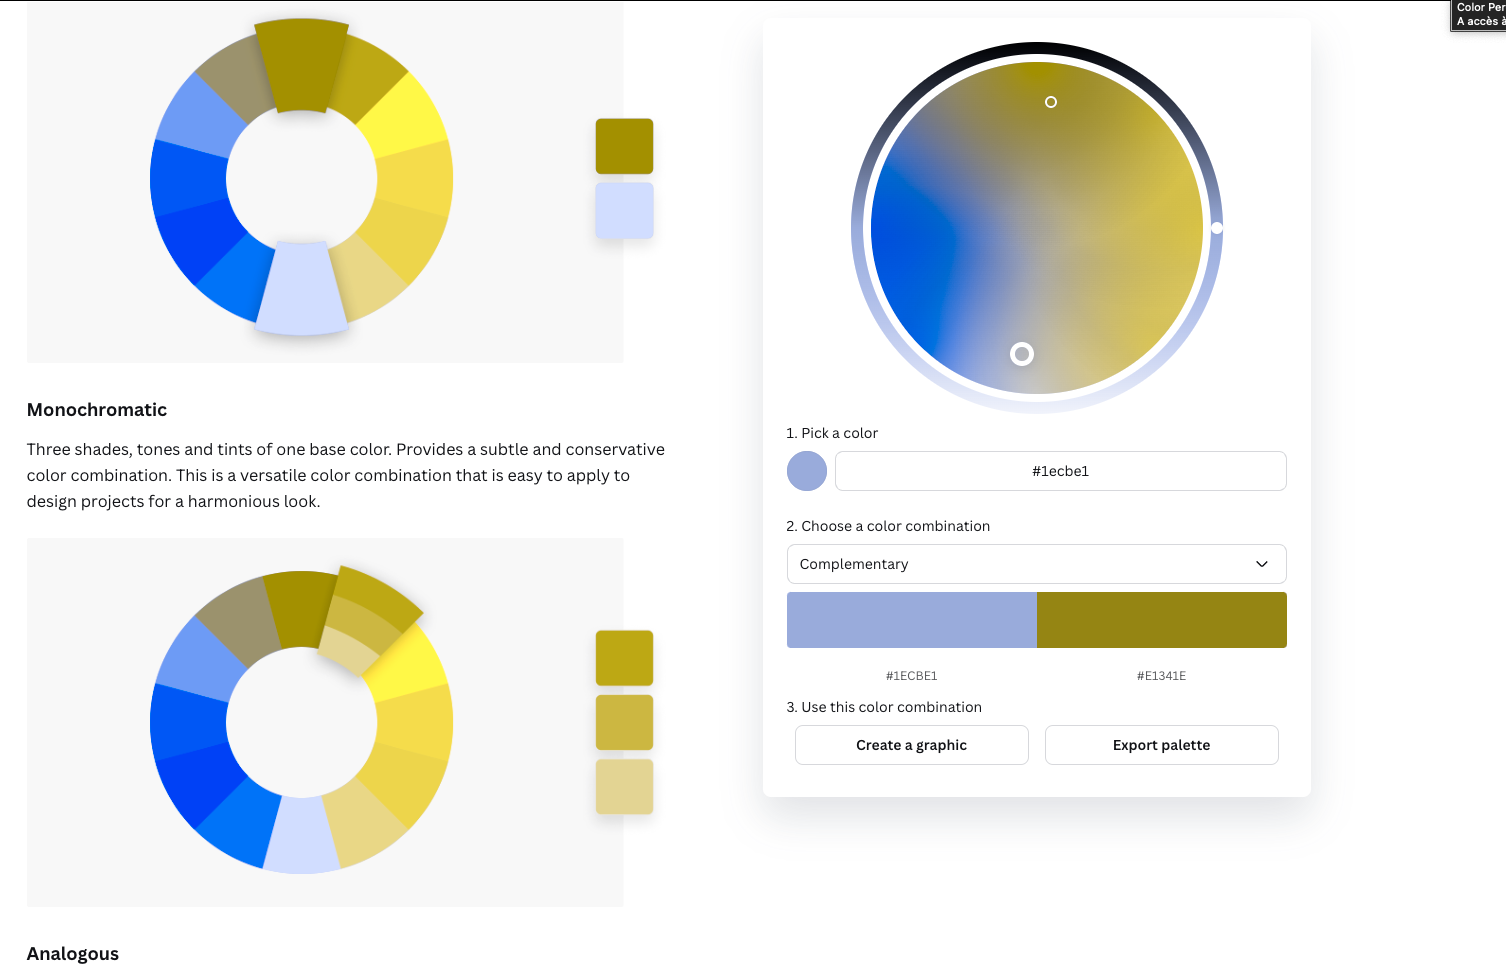 Color Per
A accès à
Monochromatic
Three shades, tones and tints of one base color. Provides a subtle and conservative
color combination. This is a versatile color combination that is easy to apply to
design projects for a harmonious look.
Analogous
1. Pick a color
#1ecbe1
2. Choose a color combination
Complementary
#1ECBE1
#E1341E
3. Use this color combination
Create a graphic
Export palette